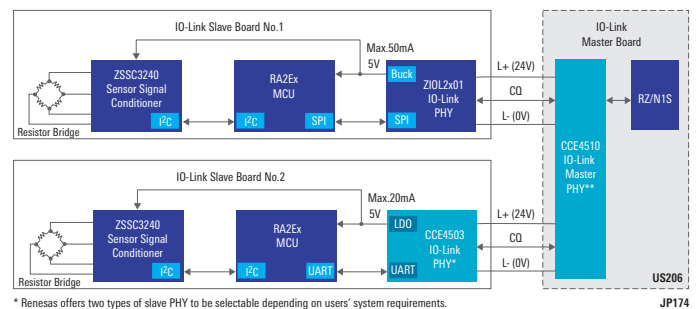 IO-Link Slave Board No.1
ZSSC3240
Sensor Signal
Conditioner
I²C
Resistor Bridge
RA2Ex
MCU
I²C
SPI
Max.50mA
5V
Buck
ZIOL2x01
IO-Link
PHY
SPI
L+ (24V)
CQ
L- (0V)
IO-Link
Master Board
CCE4510
IO-Link
Master
PHY**
RZ/N1S
US206
IO-Link Slave Board No.2
ZSSC3240
Sensor Signal
Conditioner
I²C
Resistor Bridge
RA2Ex
MCU
I²C
UART
Max.20mA
5V
LDO
CCE4503
IO-Link
PHY*
UART
L+ (24V)
CQ
L- (0V)
* Renesas offers two types of slave PHY to be selectable depending on users' system requirements.
JP174